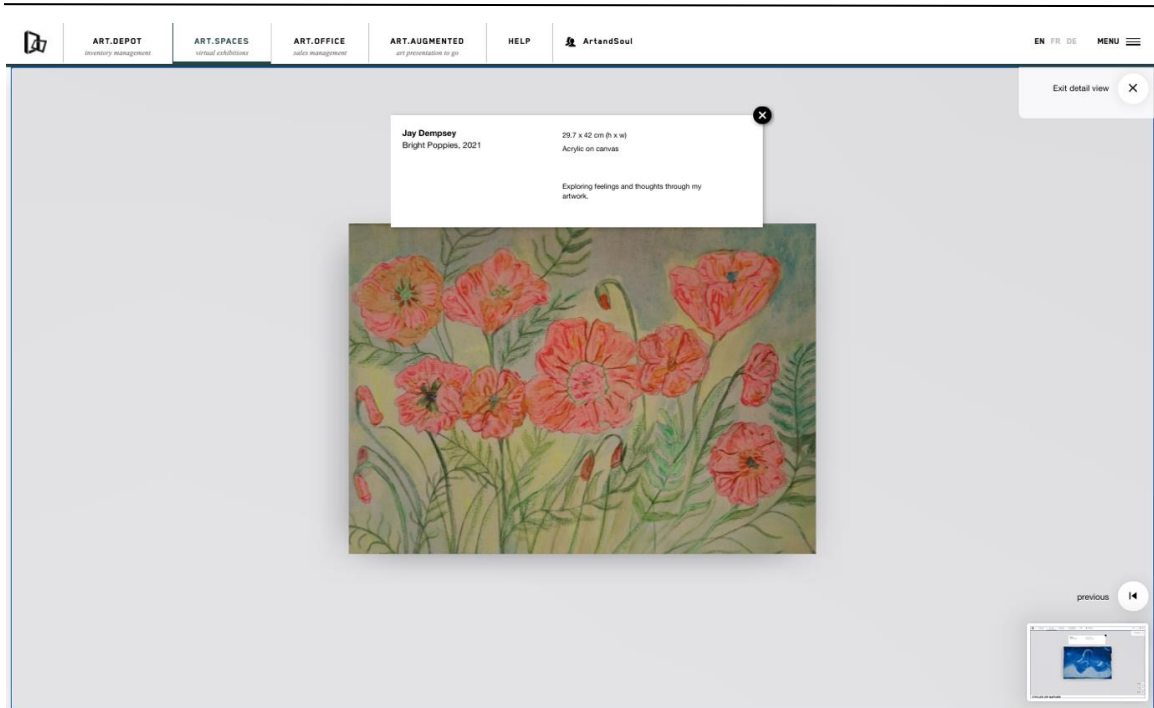 ART.DEPOT
inventory management
ART.SPACES
virtual exhibitions
ART.OFFICE
sales management
ART.AUGMENTED
art presentation to go
HELP
ArtandSoul
EN FR DE
MENU
Exit detail view
Jay Dempsey
Bright Poppies, 2021
29.7 x 42 cm (h x w)
Acrylic on canvas
Exploring feelings and thoughts through my
artwork.
previous